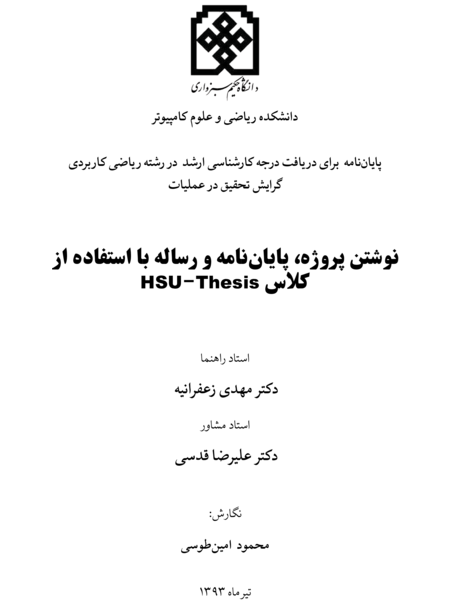 دانشگاه حکیم سبزواری
دانشکده ریاضی و علوم کامپیوتر
پایان‌نامه برای دریافت درجه کارشناسی ارشد در رشته ریاضی کاربردی
گرایش تحقیق در عملیات
نوشتن پروژه، پایان‌نامه و رساله با استفاده از
کلاس HSU-Thesis
استاد راهنما
دکتر مهدی زعفرانیه
استاد مشاور
دکتر علیرضا قدسی
نگارش:
محمود امین‌طوسی
تیر ماه ۱۳۹۳